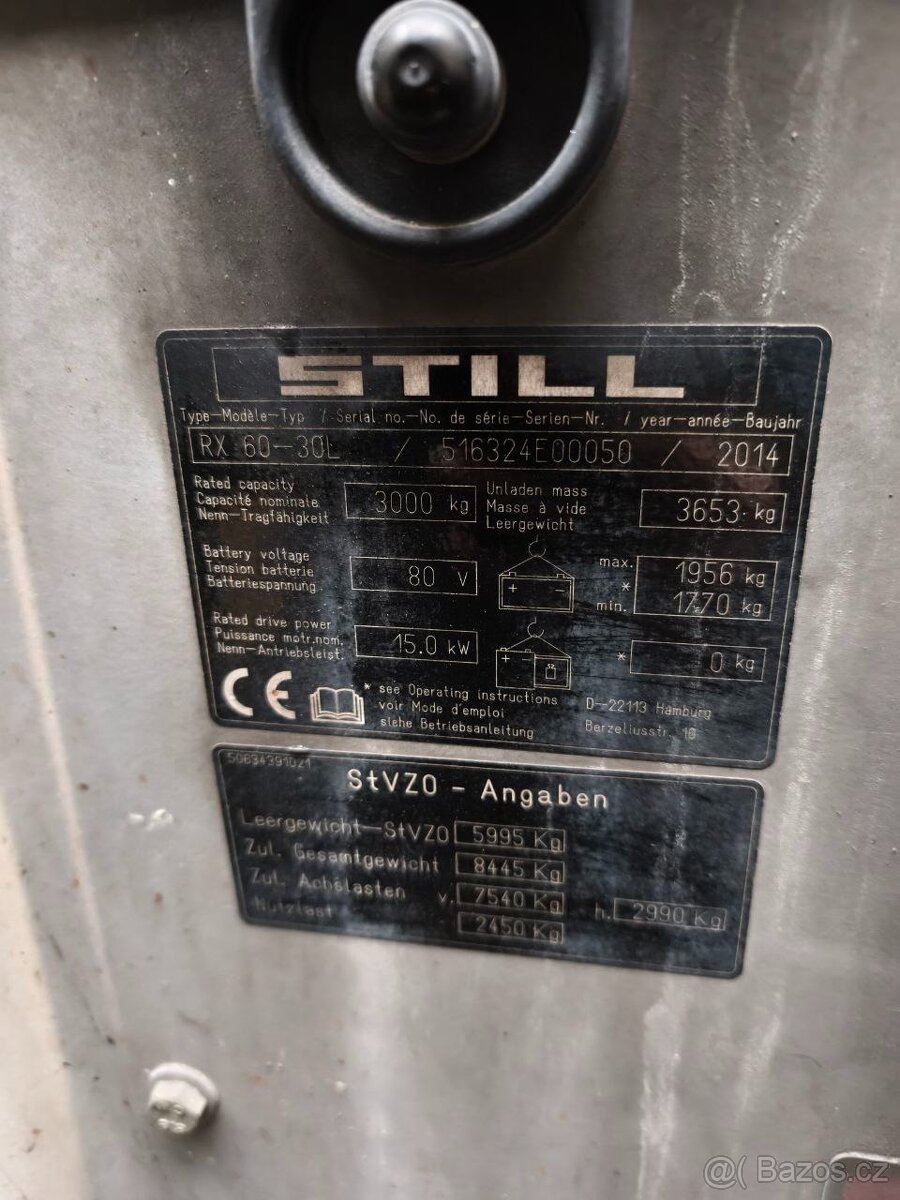 STILL
Type-Modèle-Typ / Serial no.-No. de série-Serien-Nr. / year-année-Baujahr
RX 60-30L / 516324E00050 / 2014
Rated capacity
Capacité nominale
Nenn-Tragfähigkeit
3000 kg
Unladen mass
Masse à vide
Leergewicht
3653 kg
Battery voltage
Tension batterie
Batteriespannung
80 V
+ -
max. 1956 kg
*
min. 1770 kg
Rated drive power
Puissance motr.nom.
Nenn-Antriebsleist.
15.0 kW
+ -
* 0 kg
CE
* see Operating instructions
voir Mode d'emploi
siehe Betriebsanleitung
D-22113 Hamburg
Berzeliusstr. 10
50634391021
StVZO - Angaben
Leergewicht-StVZO 5995 Kg
Zul. Gesamtgewicht 8445 Kg
Zul. Achslasten v. 7540 Kg h. 2990 Kg
Nutzlast 2450 Kg
8.8
@( Bazos.cz